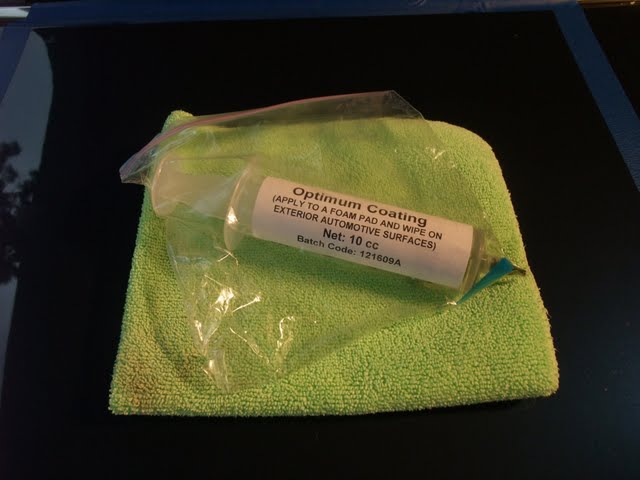 Optimum Coating
(APPLY TO A FOAM PAD AND WIPE ON
EXTERIOR AUTOMOTIVE SURFACES)
Net: 10 cc
Batch Code: 121609A